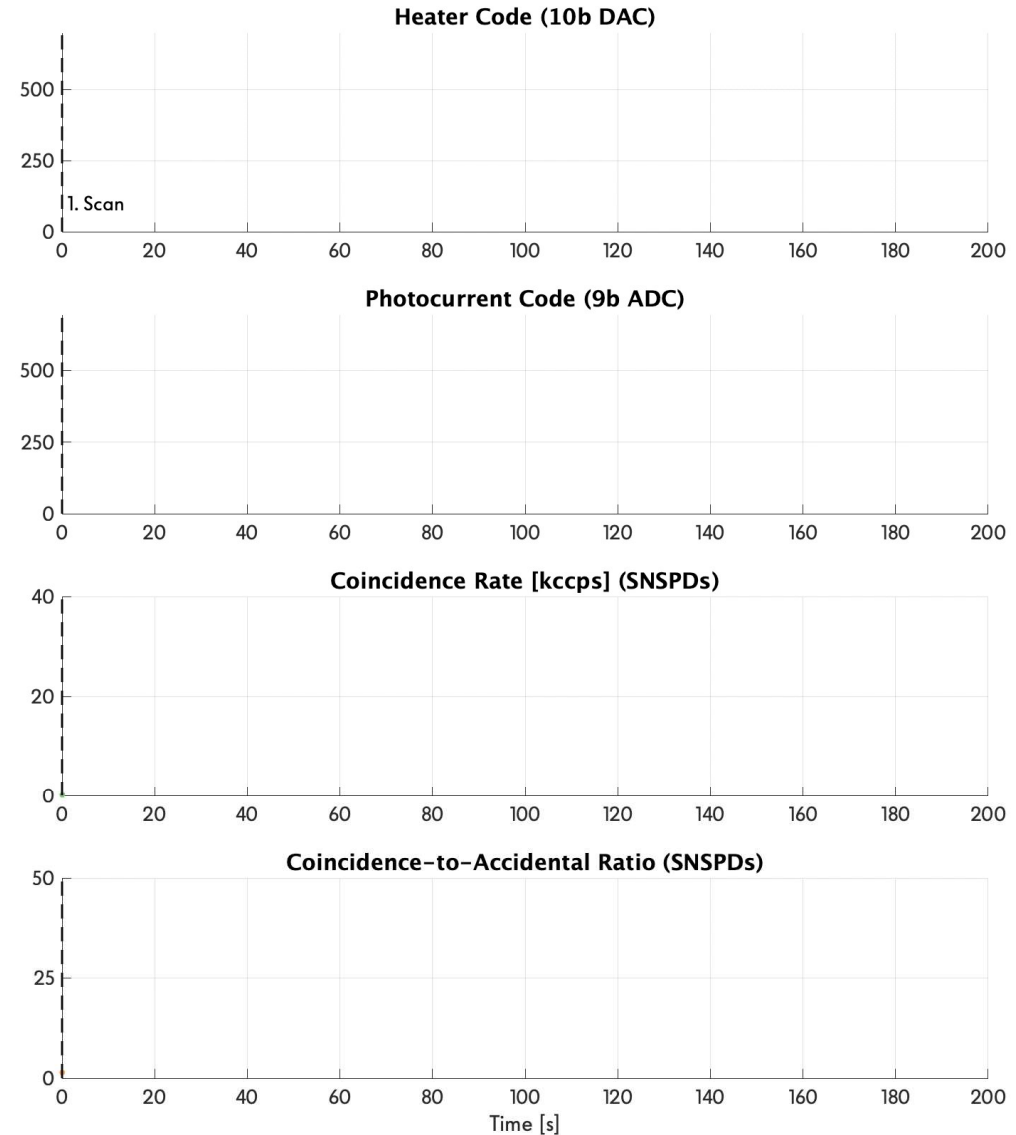 Heater Code (10b DAC)
500
250
1. Scan
0
0 20 40 60 80 100 120 140 160 180 200
Photocurrent Code (9b ADC)
500
250
0
0 20 40 60 80 100 120 140 160 180 200
Coincidence Rate [kccps] (SNSPDs)
40
20
0
0 20 40 60 80 100 120 140 160 180 200
Coincidence-to-Accidental Ratio (SNSPDs)
50
25
0
0 20 40 60 80 100 120 140 160 180 200
Time [s]